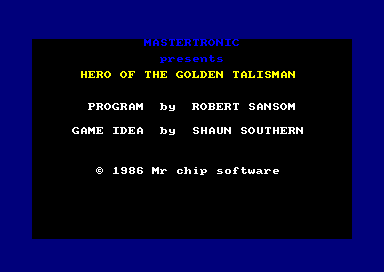 MASTERTRONIC
presents
HERO OF THE GOLDEN TALISMAN
PROGRAM by ROBERT SANSOM
GAME IDEA by SHAUN SOUTHERN
© 1986 Mr chip software